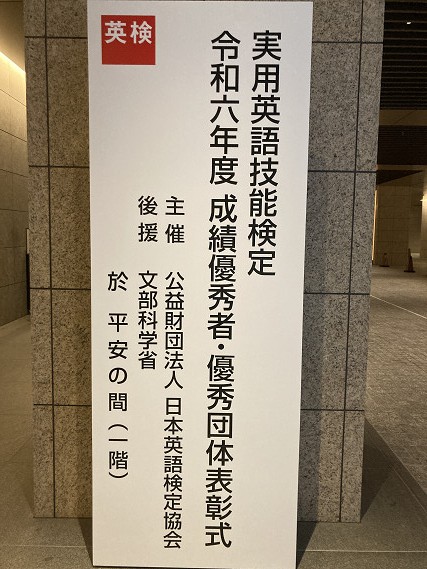 英検
実用英語技能検定
令和六年度 成績優秀者・優秀団体表彰式
主催 公益財団法人 日本英語検定協会
後援 文部科学省
於 平安の間(一階)